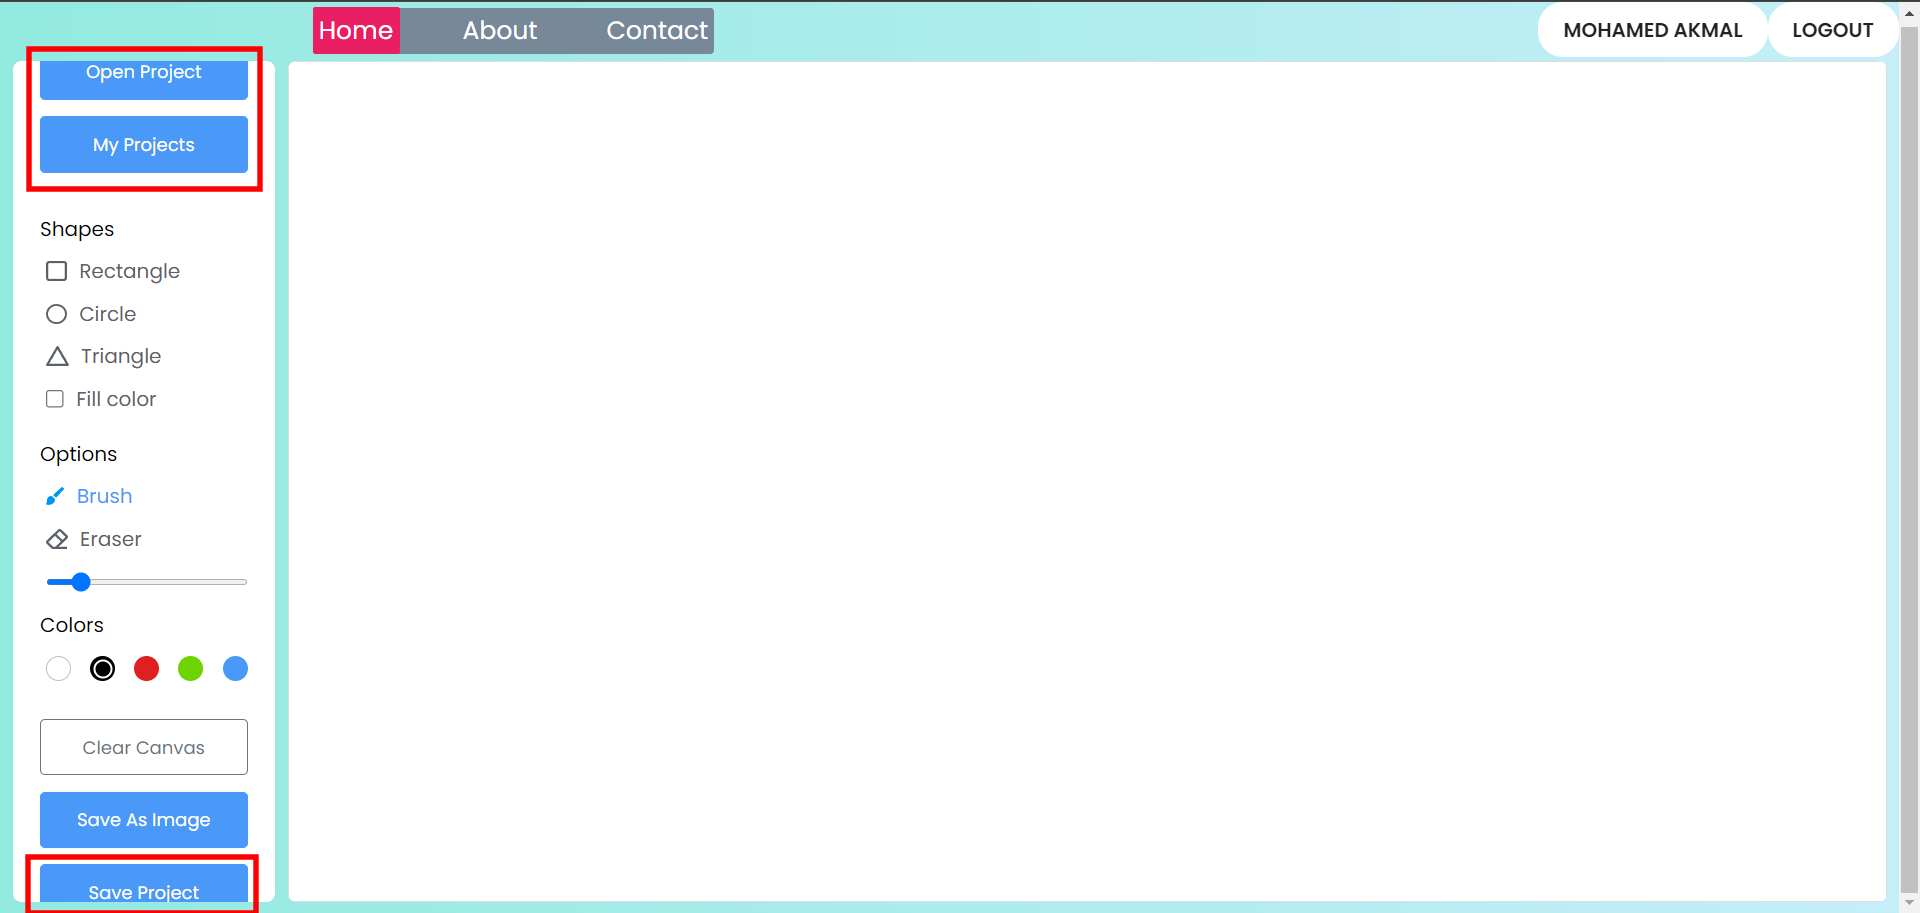 Home About Contact
MOHAMED AKMAL LOGOUT
Open Project
My Projects
Shapes
Rectangle
Circle
Triangle
Fill color
Options
Brush
Eraser
Colors
Clear Canvas
Save As Image
Save Project